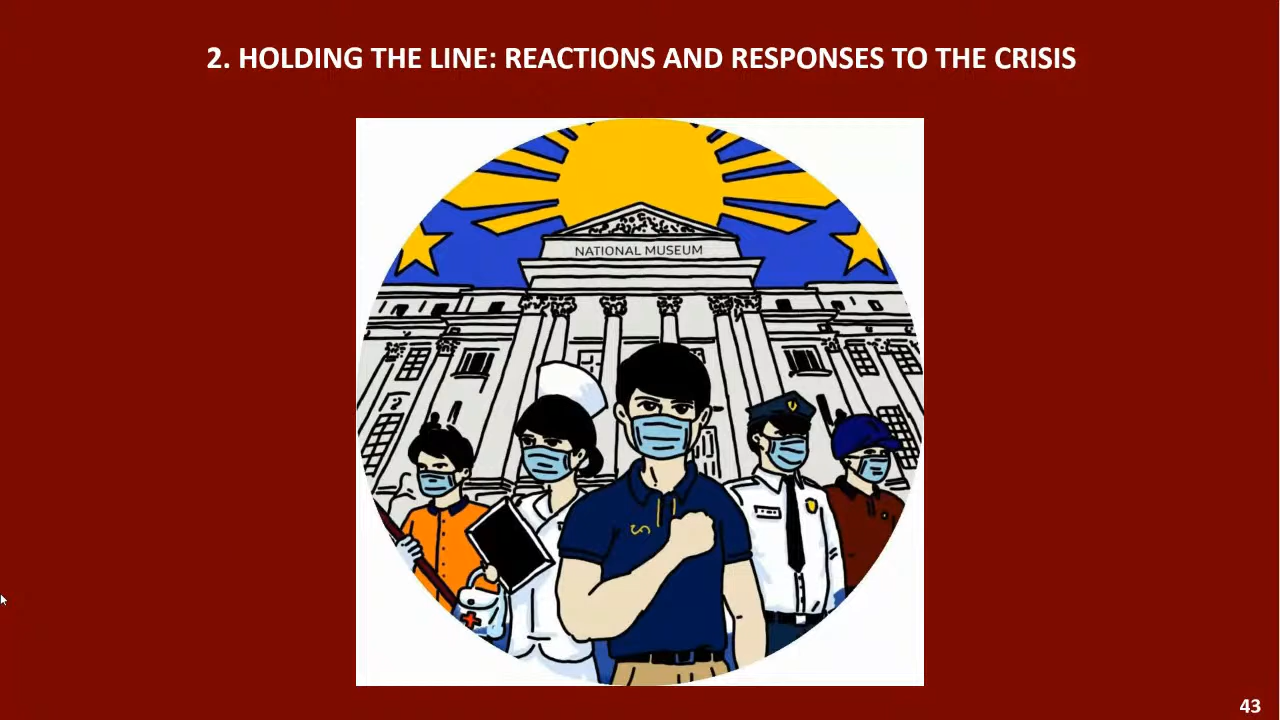 2. HOLDING THE LINE: REACTIONS AND RESPONSES TO THE CRISIS
NATIONAL MUSEUM
43